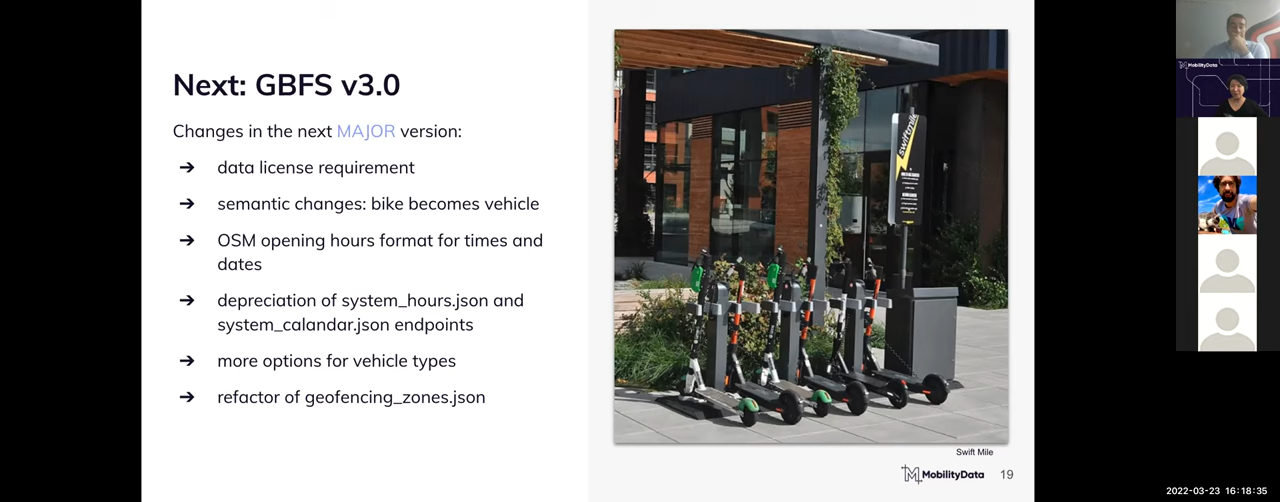 Next: GBFS v3.0
Changes in the next MAJOR version:
➔ data license requirement
➔ semantic changes: bike becomes vehicle
➔ OSM opening hours format for times and
dates
➔ depreciation of system_hours.json and
system_calandar.json endpoints
➔ more options for vehicle types
➔ refactor of geofencing_zones.json
swiftmile
Swift Mile
MobilityData 19
MobilityData
2022-03-23 16:18:35